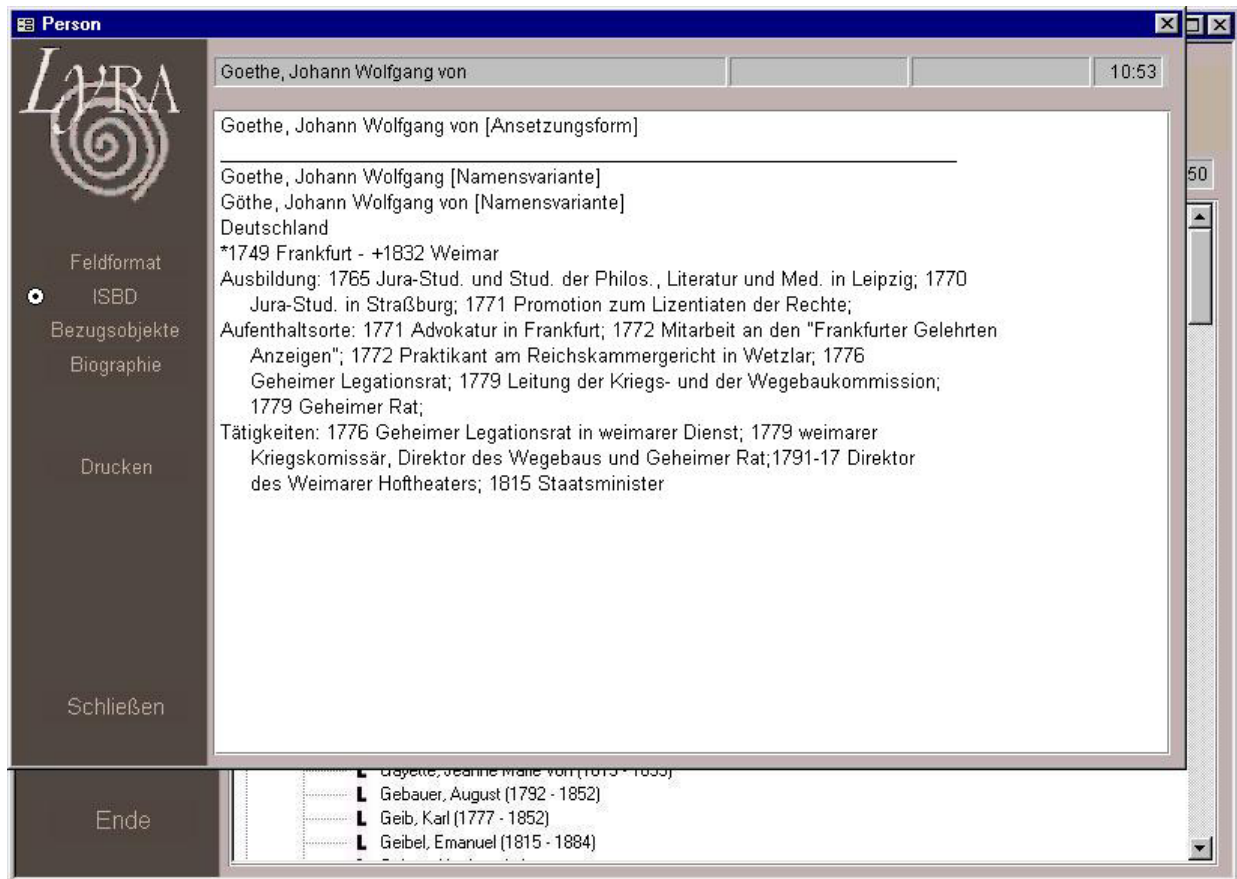 Person
LYRA
Goethe, Johann Wolfgang von
10:53
Goethe, Johann Wolfgang von [Ansetzungsform]
Goethe, Johann Wolfgang [Namensvariante]
Göthe, Johann Wolfgang von [Namensvariante]
Deutschland
*1749 Frankfurt - +1832 Weimar
Ausbildung: 1765 Jura-Stud. und Stud. der Philos., Literatur und Med. in Leipzig; 1770
Jura-Stud. in Straßburg; 1771 Promotion zum Lizentiaten der Rechte;
Aufenthaltsorte: 1771 Advokatur in Frankfurt; 1772 Mitarbeit an den "Frankfurter Gelehrten
Anzeigen"; 1772 Praktikant am Reichskammergericht in Wetzlar; 1776
Geheimer Legationsrat; 1779 Leitung der Kriegs- und der Wegebaukommission;
1779 Geheimer Rat;
Tätigkeiten: 1776 Geheimer Legationsrat in weimarer Dienst; 1779 weimarer
Kriegskomissär, Direktor des Wegebaus und Geheimer Rat;1791-17 Direktor
des Weimarer Hoftheaters; 1815 Staatsminister
Feldformat
ISBD
Bezugsobjekte
Biographie
Drucken
Schließen
Ende
50
L Gebauer, August (1792 - 1852)
L Geib, Karl (1777 - 1852)
L Geibel, Emanuel (1815 - 1884)